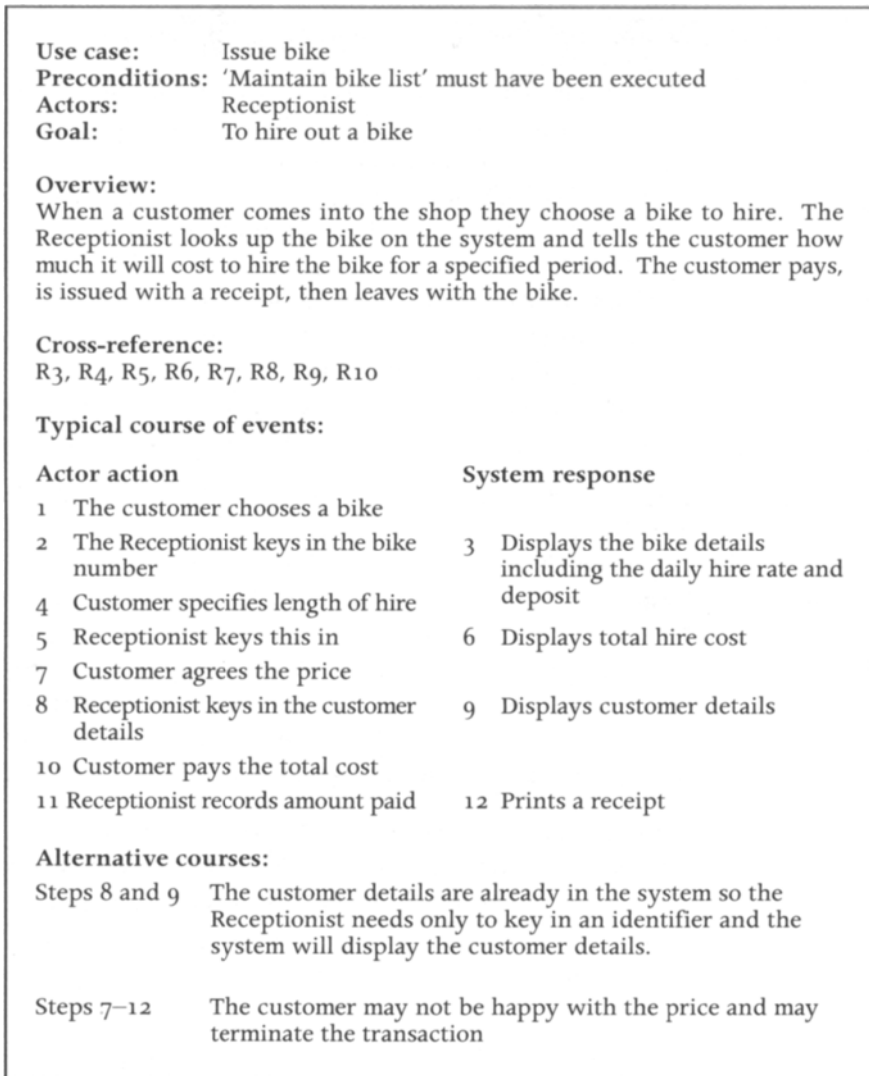 Use case: Issue bike
Preconditions: 'Maintain bike list' must have been executed
Actors: Receptionist
Goal: To hire out a bike
Overview:
When a customer comes into the shop they choose a bike to hire. The
Receptionist looks up the bike on the system and tells the customer how
much it will cost to hire the bike for a specified period. The customer pays,
is issued with a receipt, then leaves with the bike.
Cross-reference:
R3, R4, R5, R6, R7, R8, R9, R10
Typical course of events:
Actor action System response
1 The customer chooses a bike
2 The Receptionist keys in the bike
number
3 Displays the bike details
including the daily hire rate and
deposit
4 Customer specifies length of hire
5 Receptionist keys this in
6 Displays total hire cost
7 Customer agrees the price
8 Receptionist keys in the customer
details
9 Displays customer details
10 Customer pays the total cost
11 Receptionist records amount paid
12 Prints a receipt
Alternative courses:
Steps 8 and 9 The customer details are already in the system so the
Receptionist needs only to key in an identifier and the
system will display the customer details.
Steps 7–12 The customer may not be happy with the price and may
terminate the transaction